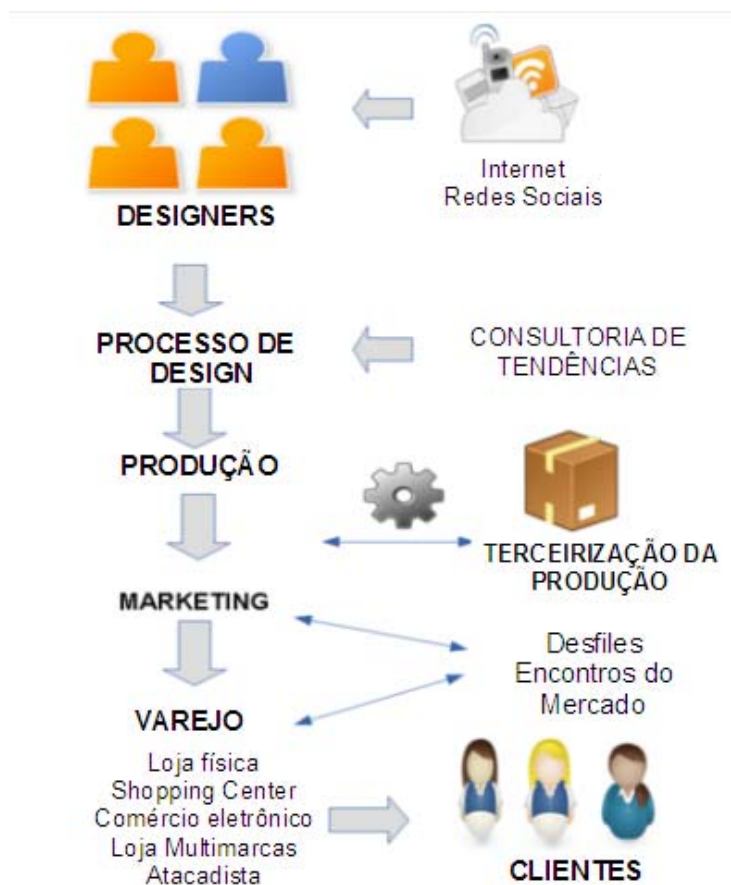 Internet
Redes Sociais
DESIGNERS
PROCESSO DE
DESIGN
CONSULTORIA DE
TENDÊNCIAS
PRODUÇÃO
TERCEIRIZAÇÃO DA
PRODUÇÃO
MARKETING
Desfiles
Encontros do
Mercado
VAREJO
Loja física
Shopping Center
Comércio eletrônico
Loja Multimarcas
Atacadista
CLIENTES